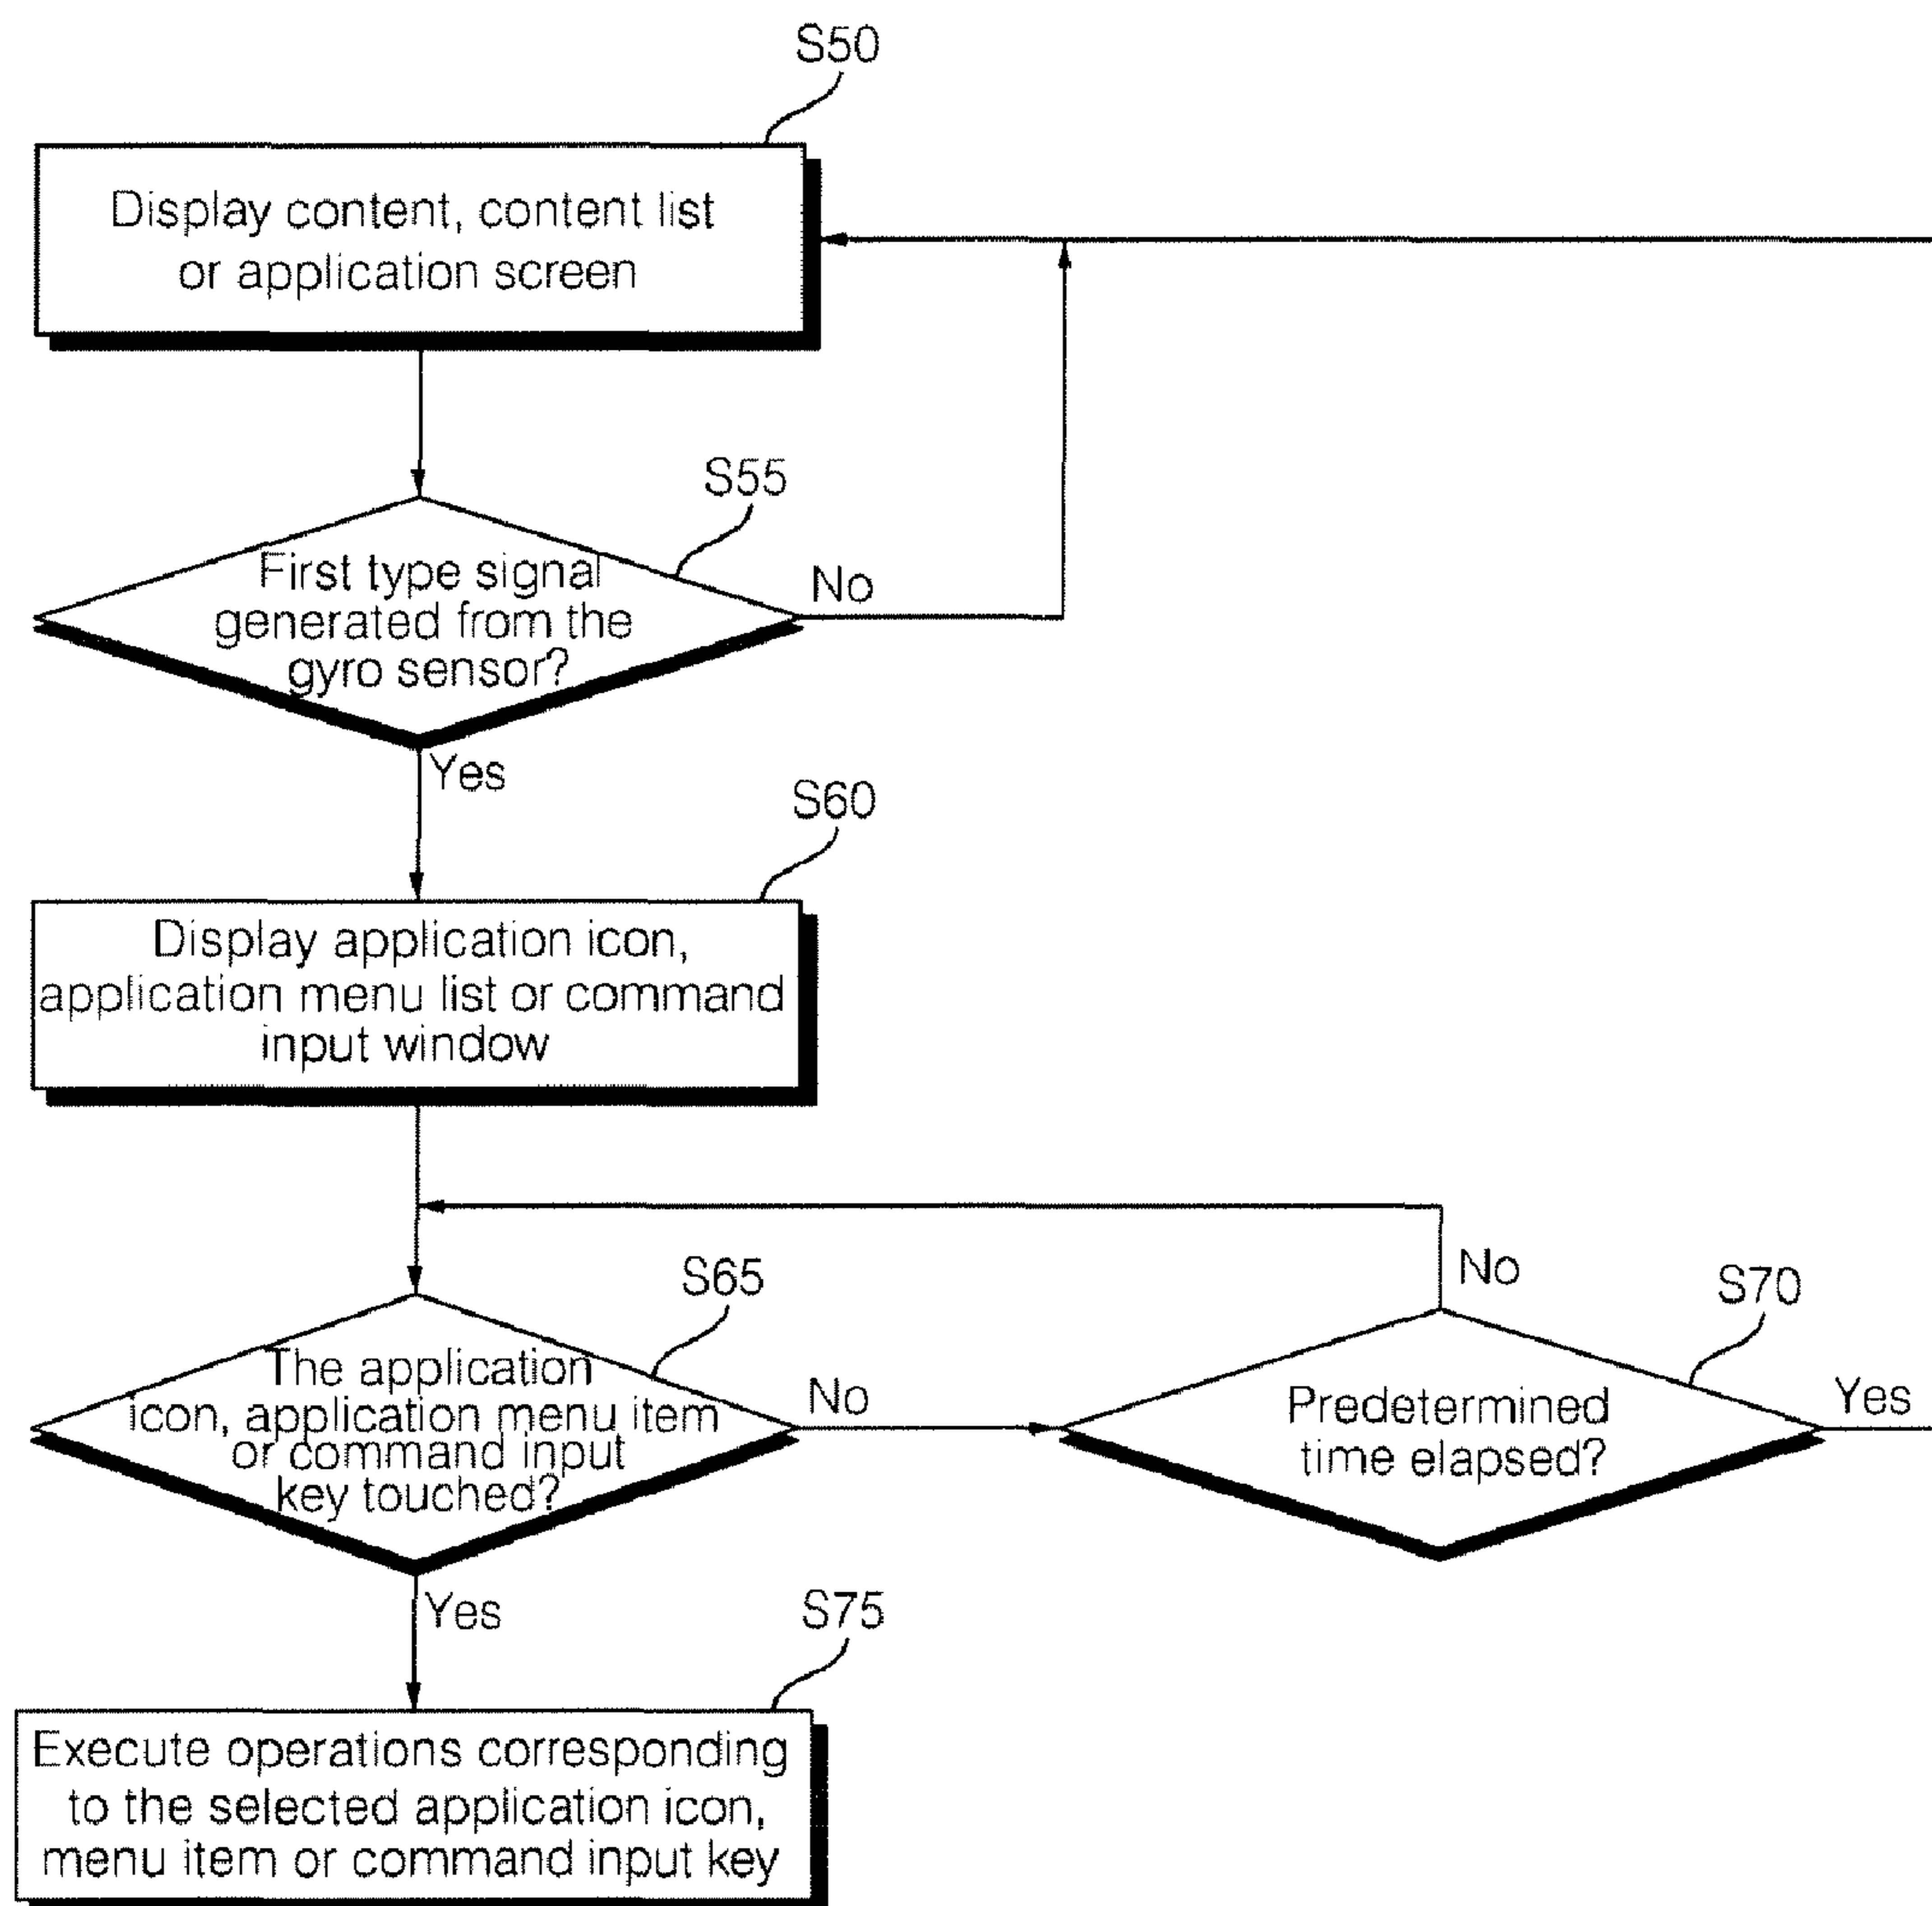 S50
Display content, content list
or application screen
S55
First type signal
generated from the
gyro sensor?
No
Yes
S60
Display application icon,
application menu list or command
input window
S65
The application
icon, application menu item
or command input
key touched?
No
No
S70
Predetermined
time elapsed?
Yes
Yes
S75
Execute operations corresponding
to the selected application icon,
menu item or command input key